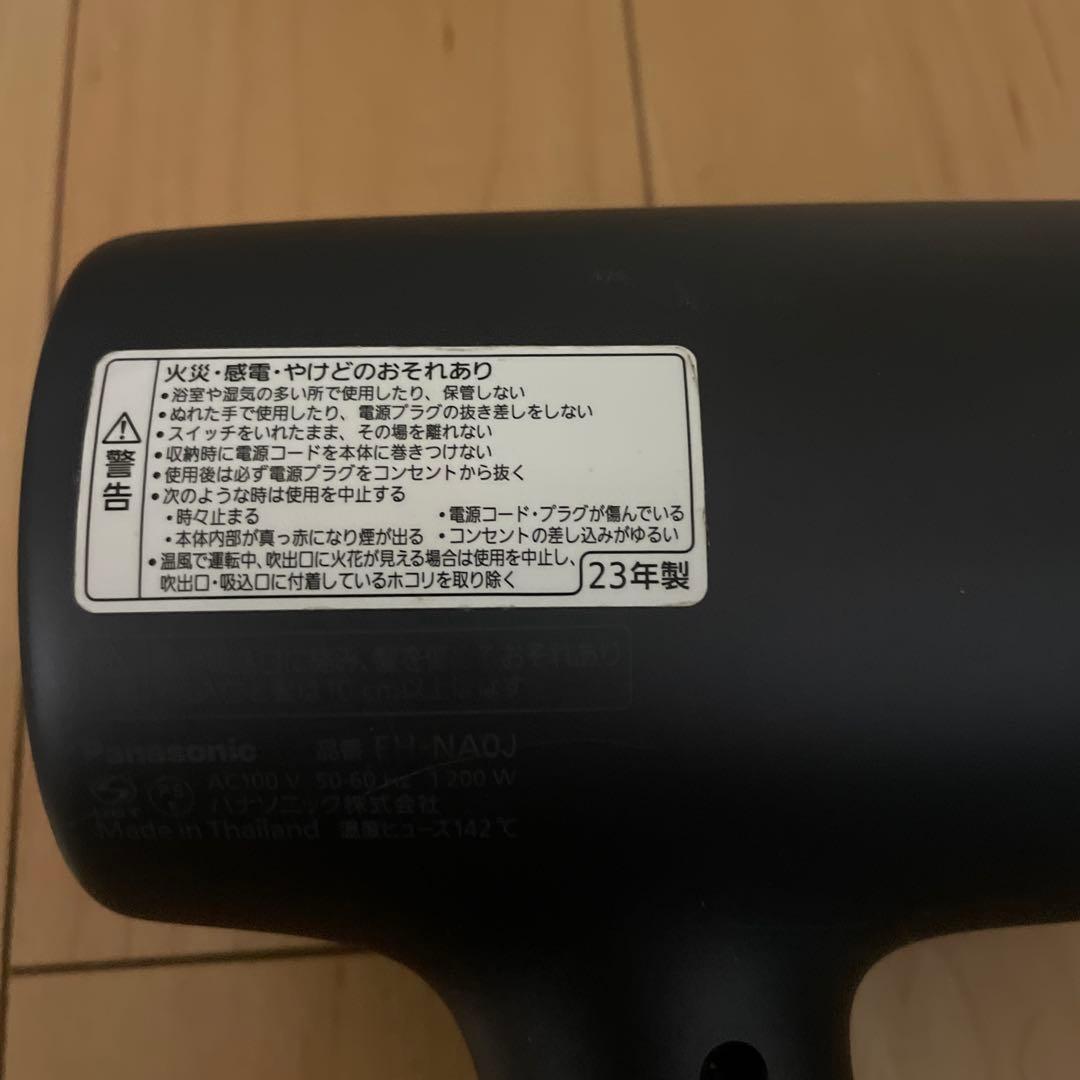 警告
火災・感電・やけどのおそれあり
•浴室や湿気の多い所で使用したり、保管しない
•ぬれた手で使用したり、電源プラグの抜き差しをしない
•スイッチをいれたまま、その場を離れない
•収納時に電源コードを本体に巻きつけない
•使用後は必ず電源プラグをコンセントから抜く
•次のような時は使用を中止する
・時々止まる ・電源コード・プラグが傷んでいる
・本体内部が真っ赤になり煙が出る ・コンセントの差し込みがゆるい
•温風で運転中、吹出口に火花が見える場合は使用を中止し、
吹出口・吸込口に付着しているホコリを取り除く
23年製
おそれあり
10 cm以上
Panasonic 品番 EH-NA0J
AC100 V 50-60 Hz 1 200 W
パナソニック株式会社
Made in Thailand 温度ヒューズ142℃